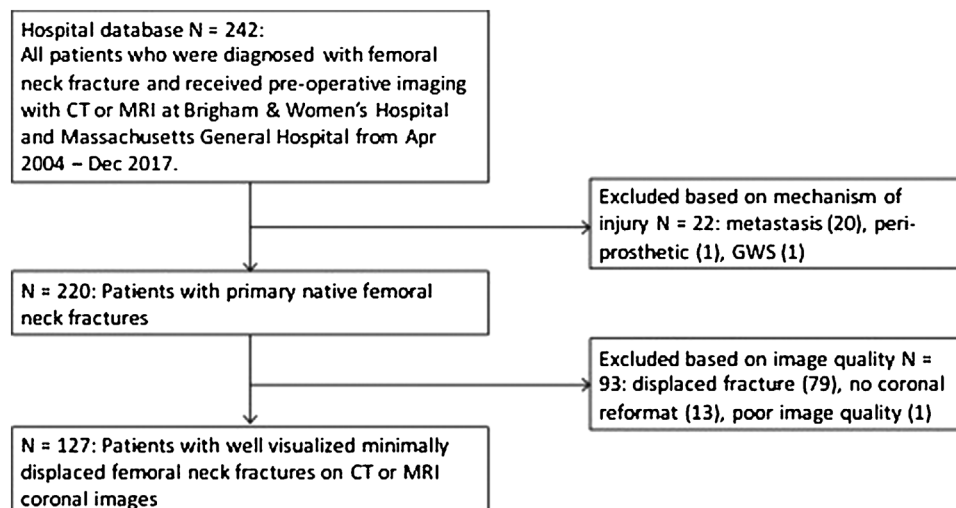 Hospital database N = 242:
All patients who were diagnosed with femoral
neck fracture and received pre-operative imaging
with CT or MRI at Brigham & Women's Hospital
and Massachusetts General Hospital from Apr
2004 – Dec 2017.
Excluded based on mechanism of
injury N = 22: metastasis (20), peri-
prosthetic (1), GWS (1)
N = 220: Patients with primary native femoral
neck fractures
Excluded based on image quality N =
93: displaced fracture (79), no coronal
reformat (13), poor image quality (1)
N = 127: Patients with well visualized minimally
displaced femoral neck fractures on CT or MRI
coronal images